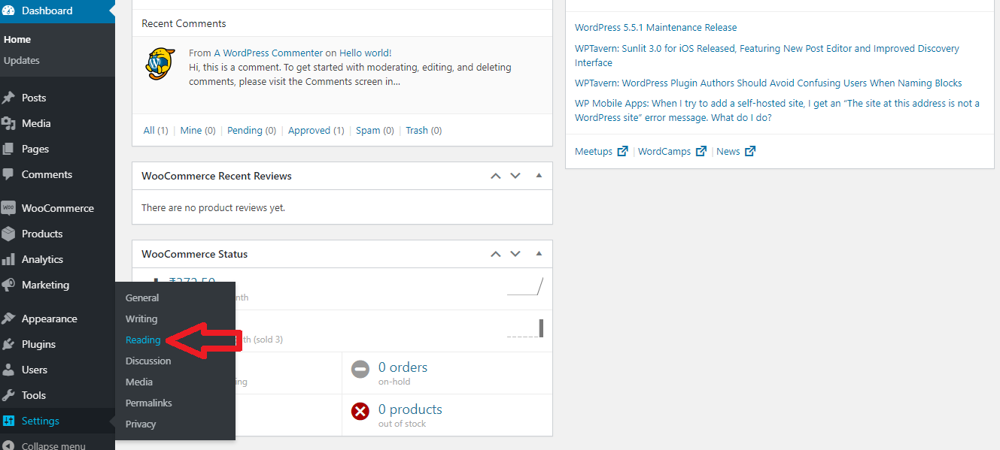 Dashboard
Home
Updates
Posts
Media
Pages
Comments
WooCommerce
Products
Analytics
Marketing
Appearance
Plugins
Users
Tools
Settings
Collapse menu
General
Writing
Reading
Discussion
Media
Permalinks
Privacy
Recent Comments
From A WordPress Commenter on Hello world!
Hi, this is a comment. To get started with moderating, editing, and deleting
comments, please visit the Comments screen in...
All (1) | Mine (0) | Pending (0) | Approved (1) | Spam (0) | Trash (0)
WooCommerce Recent Reviews
There are no product reviews yet.
WooCommerce Status
₹372.50
nth
th (sold 3)
ing
0 orders
on-hold
0 products
out of stock
WordPress 5.5.1 Maintenance Release
WPTavern: Sunlit 3.0 for iOS Released, Featuring New Post Editor and Improved Discovery
Interface
WPTavern: WordPress Plugin Authors Should Avoid Confusing Users When Naming Blocks
WP Mobile Apps: When I try to add a self-hosted site, I get an “The site at this address is not a
WordPress site” error message. What do I do?
Meetups | WordCamps | News